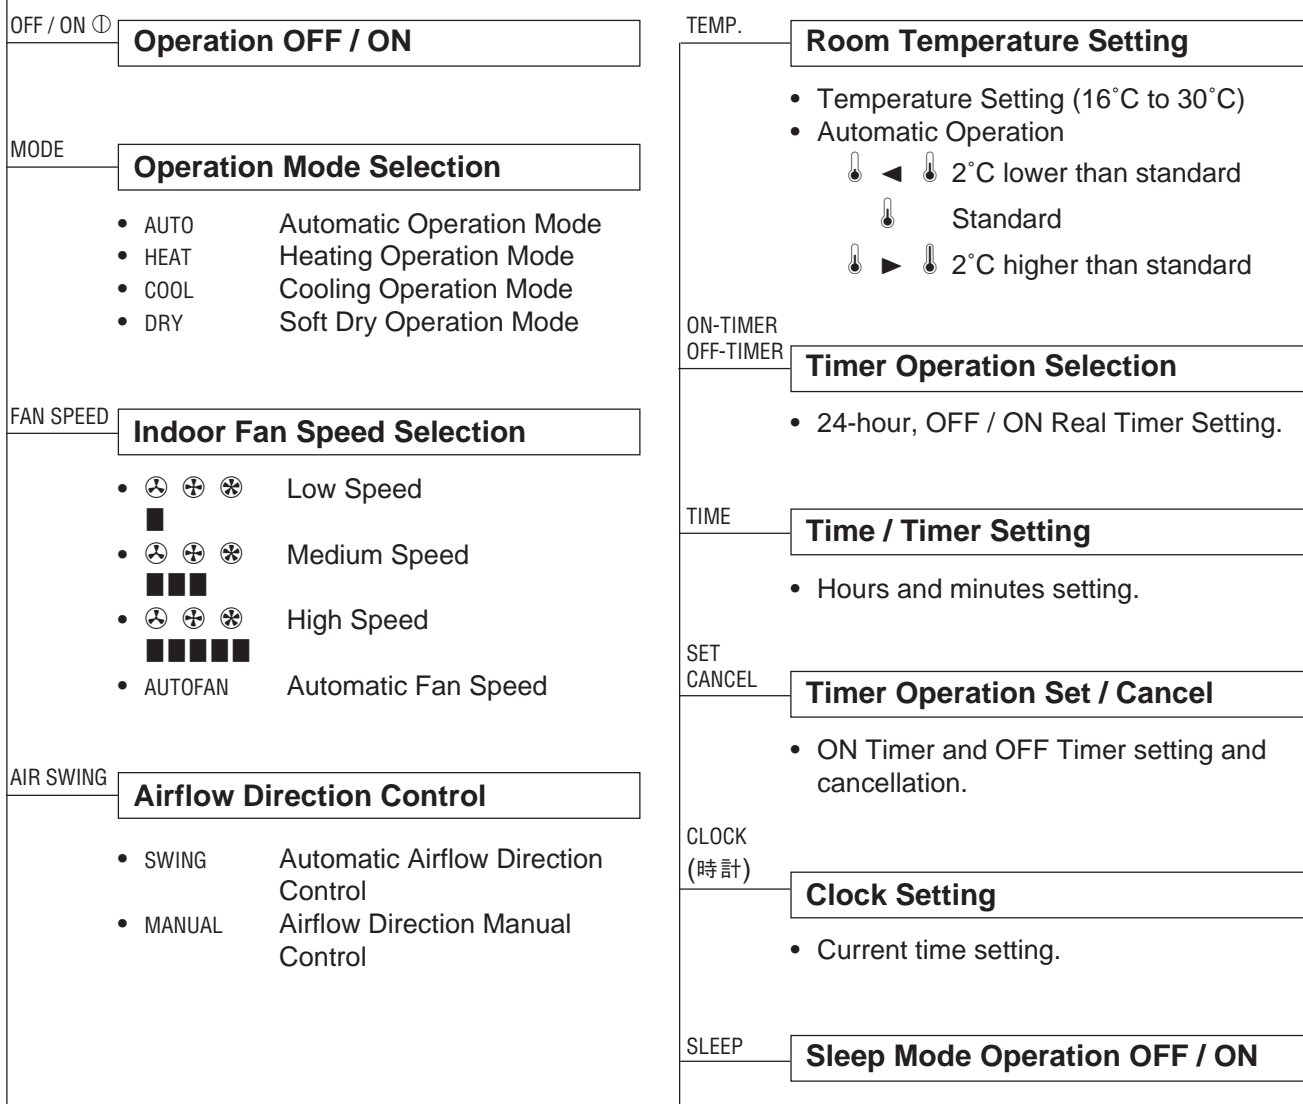 OFF / ON
Operation OFF / ON
MODE
Operation Mode Selection
• AUTO Automatic Operation Mode
• HEAT Heating Operation Mode
• COOL Cooling Operation Mode
• DRY Soft Dry Operation Mode
FAN SPEED
Indoor Fan Speed Selection
• Low Speed
• Medium Speed
• High Speed
• AUTOFAN Automatic Fan Speed
AIR SWING
Airflow Direction Control
• SWING Automatic Airflow Direction
Control
• MANUAL Airflow Direction Manual
Control
TEMP.
Room Temperature Setting
• Temperature Setting (16˚C to 30˚C)
• Automatic Operation
2˚C lower than standard
Standard
2˚C higher than standard
ON-TIMER
OFF-TIMER
Timer Operation Selection
• 24-hour, OFF / ON Real Timer Setting.
TIME
Time / Timer Setting
• Hours and minutes setting.
SET
CANCEL
Timer Operation Set / Cancel
• ON Timer and OFF Timer setting and
cancellation.
CLOCK
(時計)
Clock Setting
• Current time setting.
SLEEP
Sleep Mode Operation OFF / ON